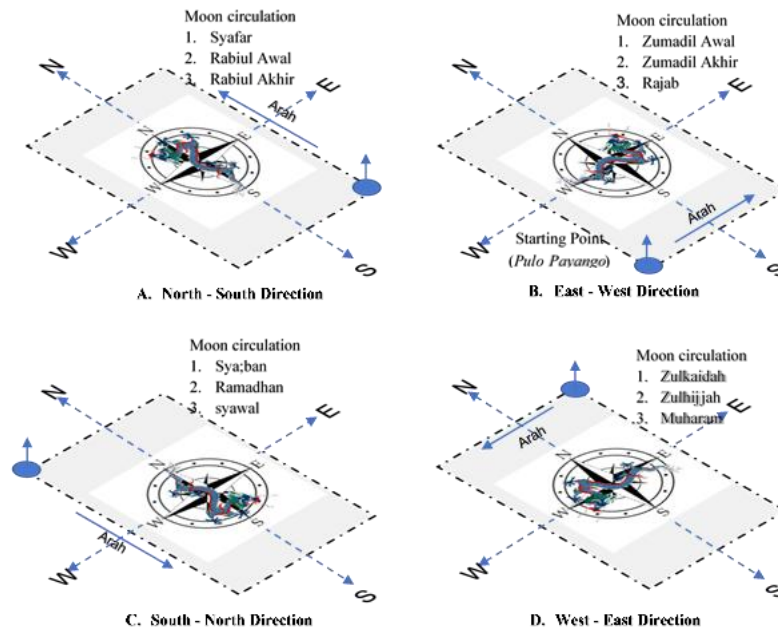 Moon circulation
1. Syafar
2. Rabiul Awal
3. Rabiul Akhir
N
E
Arah
N
E
W
S
W
S
A. North - South Direction
Moon circulation
1. Zumadil Awal
2. Zumadil Akhir
3. Rajab
N
E
N
E
W
S
Arah
W
Starting Point
(Pulo Payango)
S
B. East - West Direction
Moon circulation
1. Sya;ban
2. Ramadhan
3. syawal
N
E
N
E
W
S
Arah
W
S
C. South - North Direction
Moon circulation
1. Zulkaidah
2. Zulhijjah
3. Muharam
N
E
Arah
N
E
W
S
W
S
D. West - East Direction